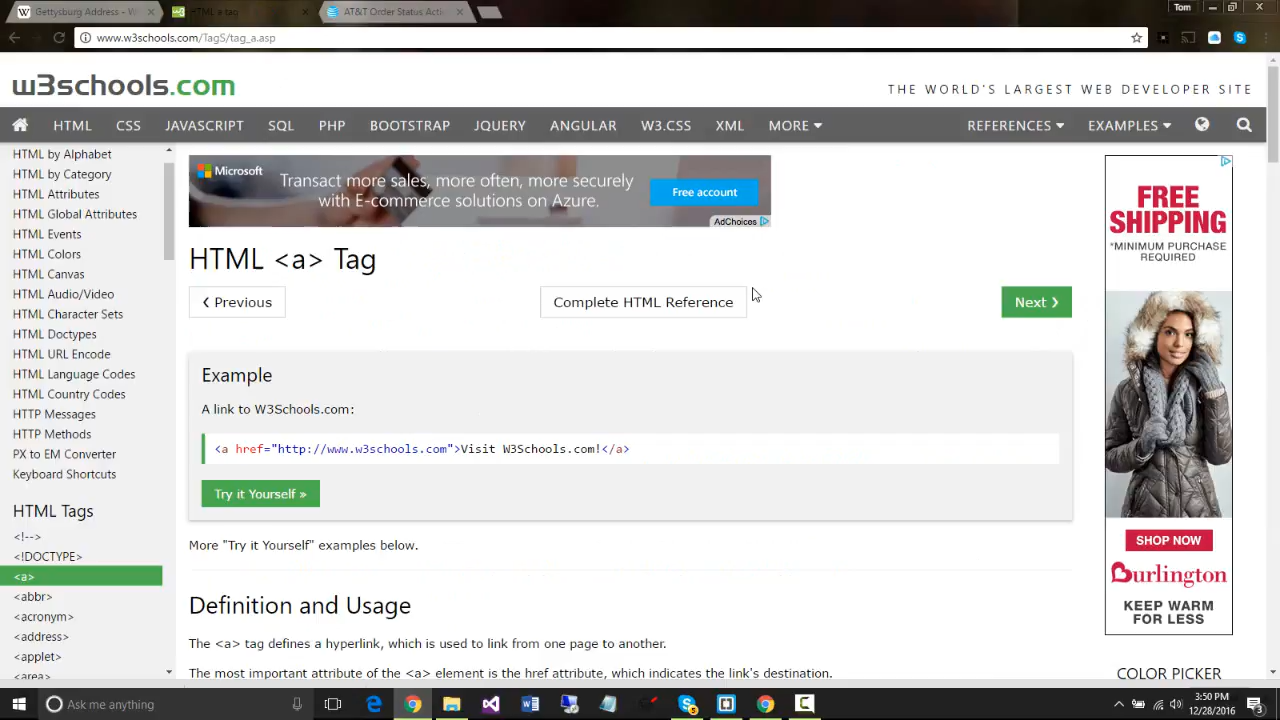 Gettysburg Address – W
HTML a tag
AT&T Order Status Acti
Tom
www.w3schools.com/TagS/tag_a.asp
w3schools.com
THE WORLD'S LARGEST WEB DEVELOPER SITE
HTML CSS JAVASCRIPT SQL PHP BOOTSTRAP JQUERY ANGULAR W3.CSS XML MORE REFERENCES EXAMPLES
HTML by Alphabet
HTML by Category
HTML Attributes
HTML Global Attributes
HTML Events
HTML Colors
HTML Canvas
HTML Audio/Video
HTML Character Sets
HTML Doctypes
HTML URL Encode
HTML Language Codes
HTML Country Codes
HTTP Messages
HTTP Methods
PX to EM Converter
Keyboard Shortcuts
HTML Tags
<!-->
<!DOCTYPE>
<a>
<abbr>
<acronym>
<address>
<applet>
<area>
Microsoft
Transact more sales, more often, more securely
with E-commerce solutions on Azure.
Free account
AdChoices
HTML <a> Tag
❮ Previous
Complete HTML Reference
Next ❯
Example
A link to W3Schools.com:
<a href="http://www.w3schools.com">Visit W3Schools.com!</a>
Try it Yourself »
More "Try it Yourself" examples below.
Definition and Usage
The <a> tag defines a hyperlink, which is used to link from one page to another.
The most important attribute of the <a> element is the href attribute, which indicates the link's destination.
FREE
SHIPPING
*MINIMUM PURCHASE
REQUIRED
SHOP NOW
Burlington
KEEP WARM
FOR LESS
COLOR PICKER
Ask me anything
3:50 PM
12/28/2016